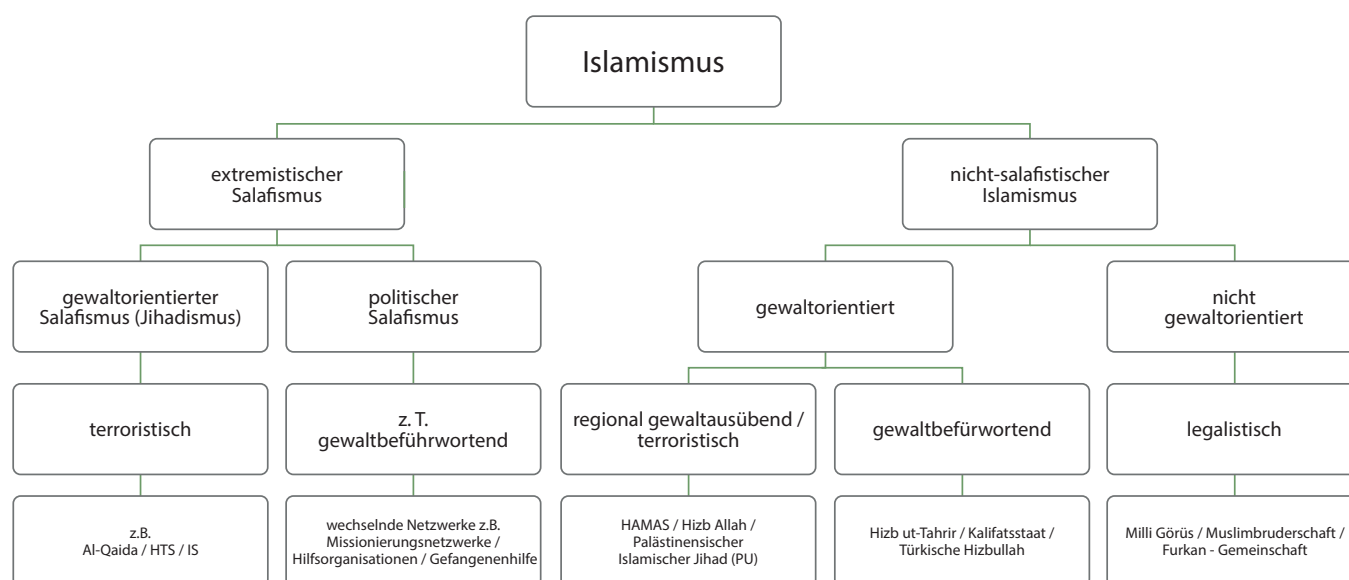 Islamismus
extremistischer
Salafismus
nicht-salafistischer
Islamismus
gewaltorientierter
Salafismus (Jihadismus)
politischer
Salafismus
gewaltorientiert
nicht
gewaltorientiert
terroristisch
z. T.
gewaltbeführwortend
regional gewaltausübend /
terroristisch
gewaltbefürwortend
legalistisch
z.B.
Al-Qaida / HTS / IS
wechselnde Netzwerke z.B.
Missionierungsnetzwerke /
Hilfsorganisationen / Gefangenenhilfe
HAMAS / Hizb Allah /
Palästinensischer
Islamischer Jihad (PIJ)
Hizb ut-Tahrir / Kalifatsstaat /
Türkische Hizbullah
Milli Görüs / Muslimbruderschaft /
Furkan - Gemeinschaft